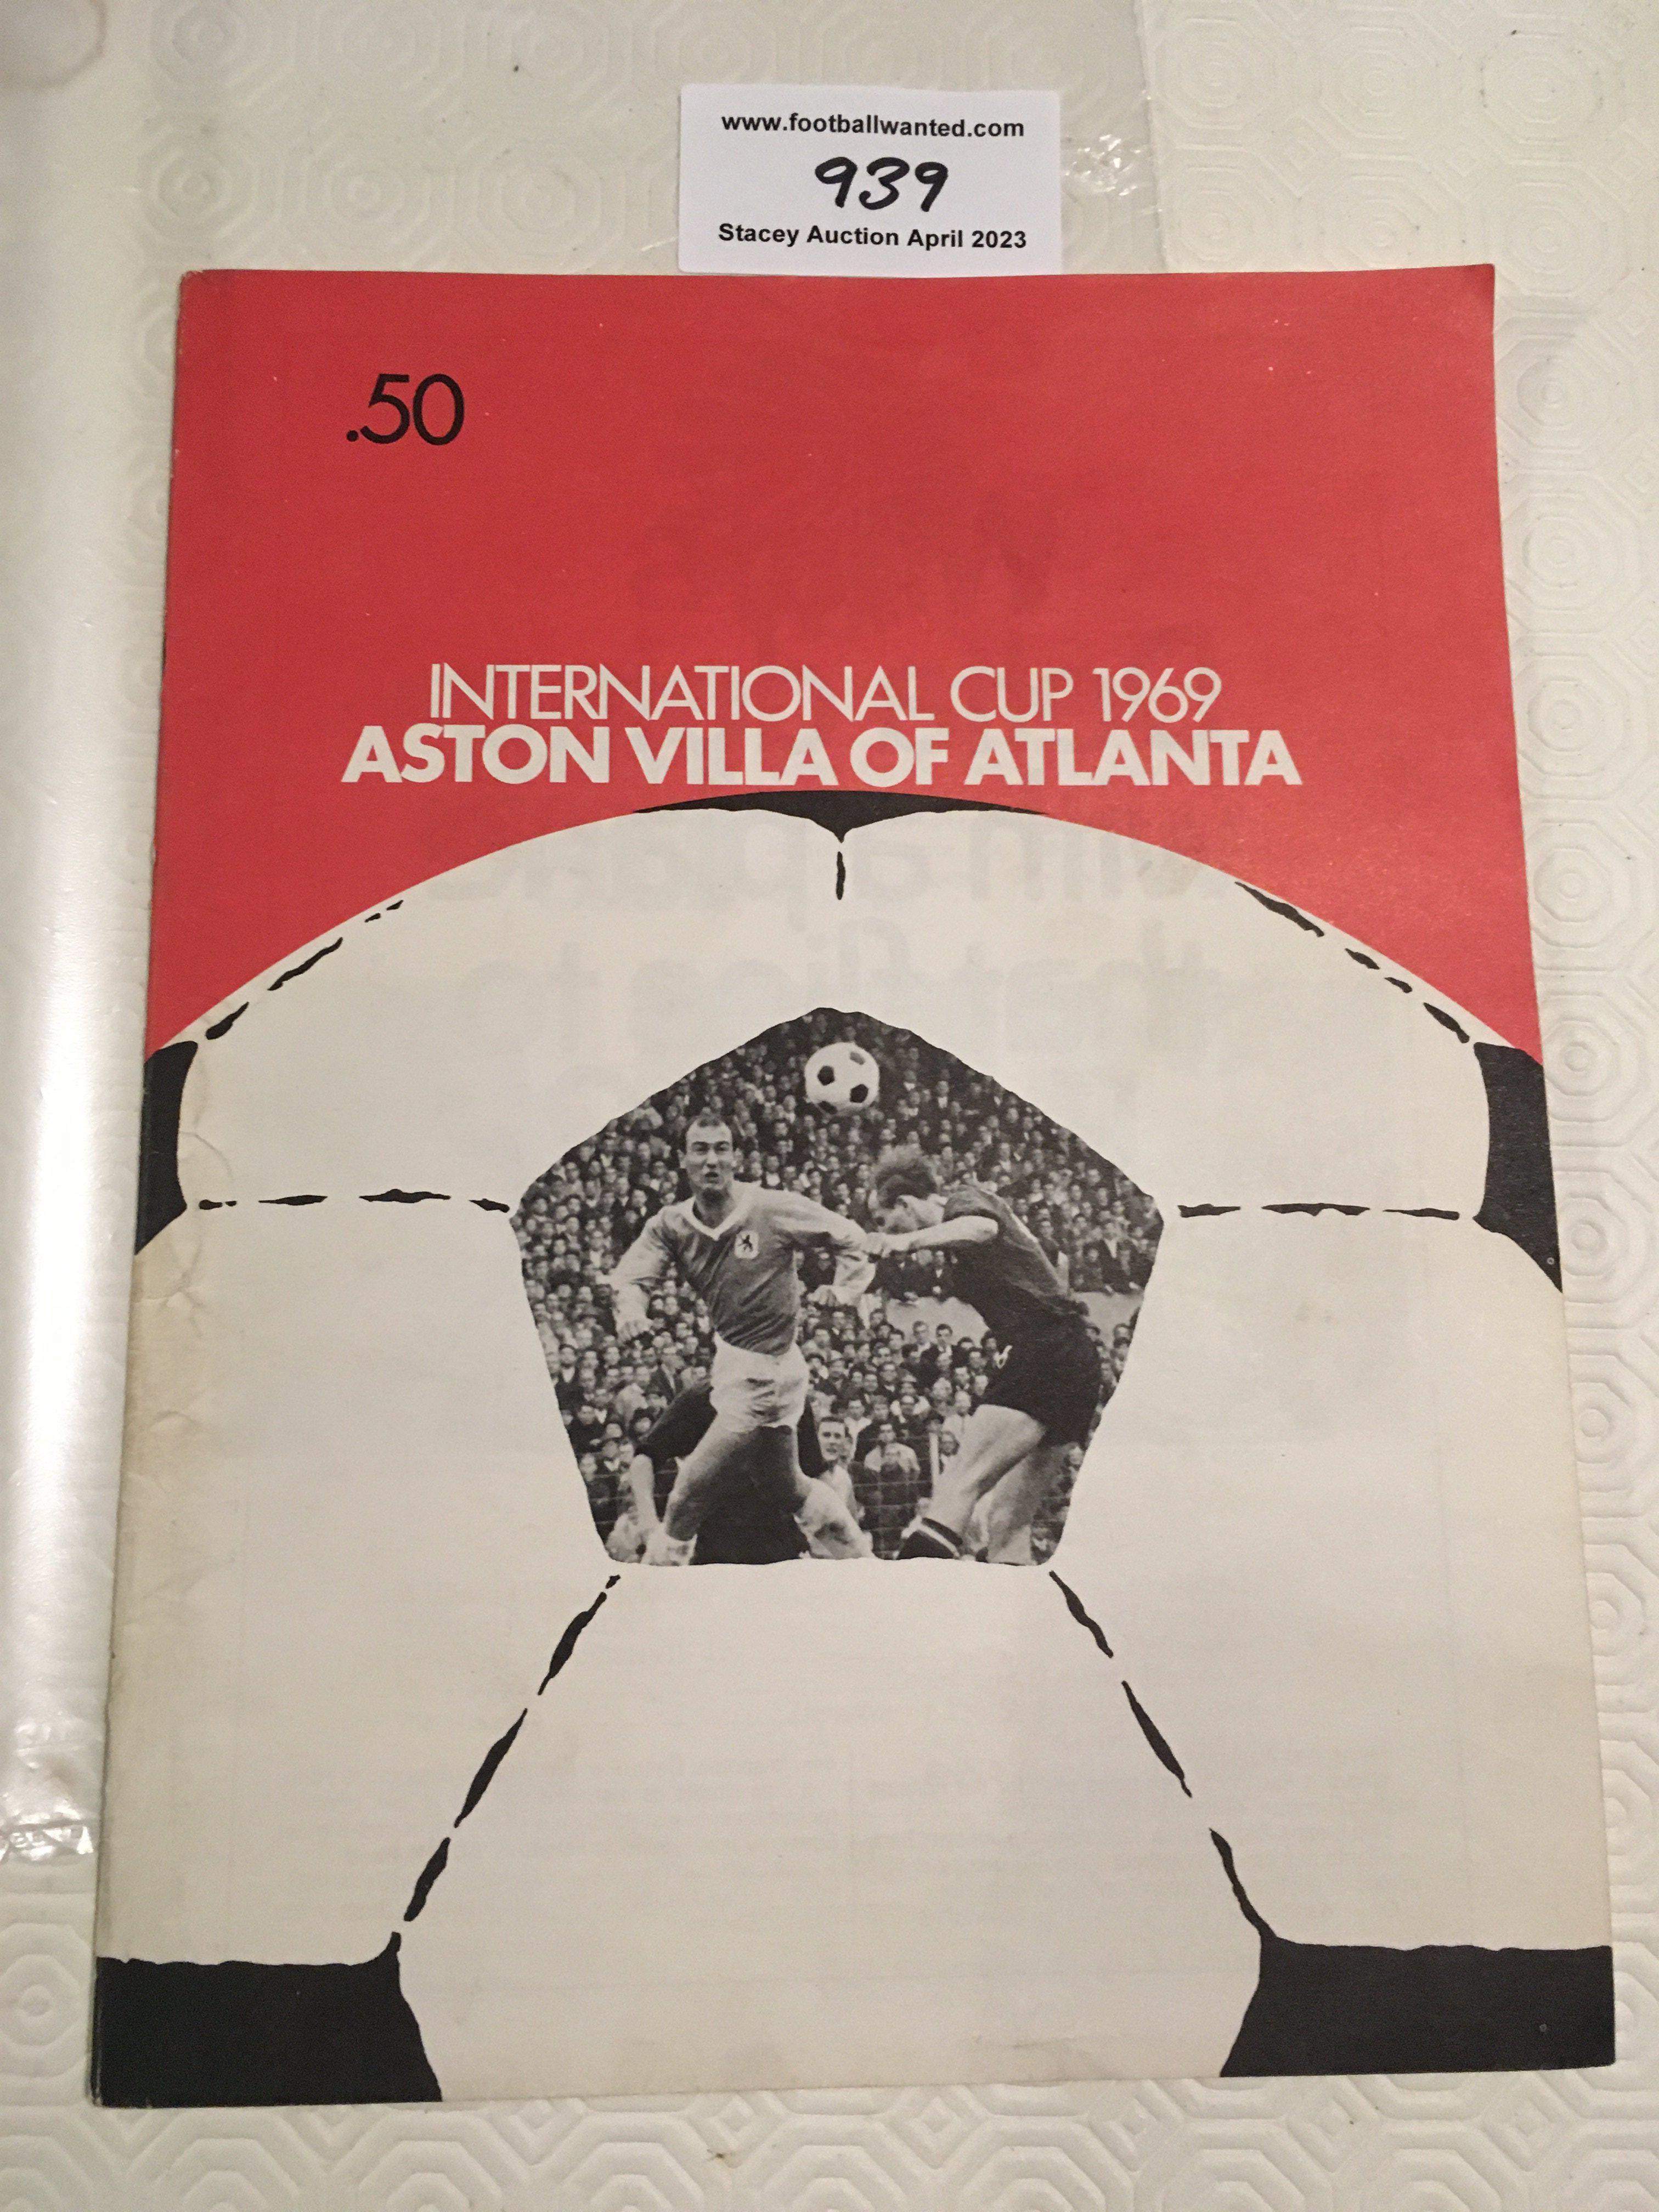 www.footballwanted.com
939
Stacey Auction April 2023
.50
INTERNATIONAL CUP 1969
ASTON VILLA OF ATLANTA